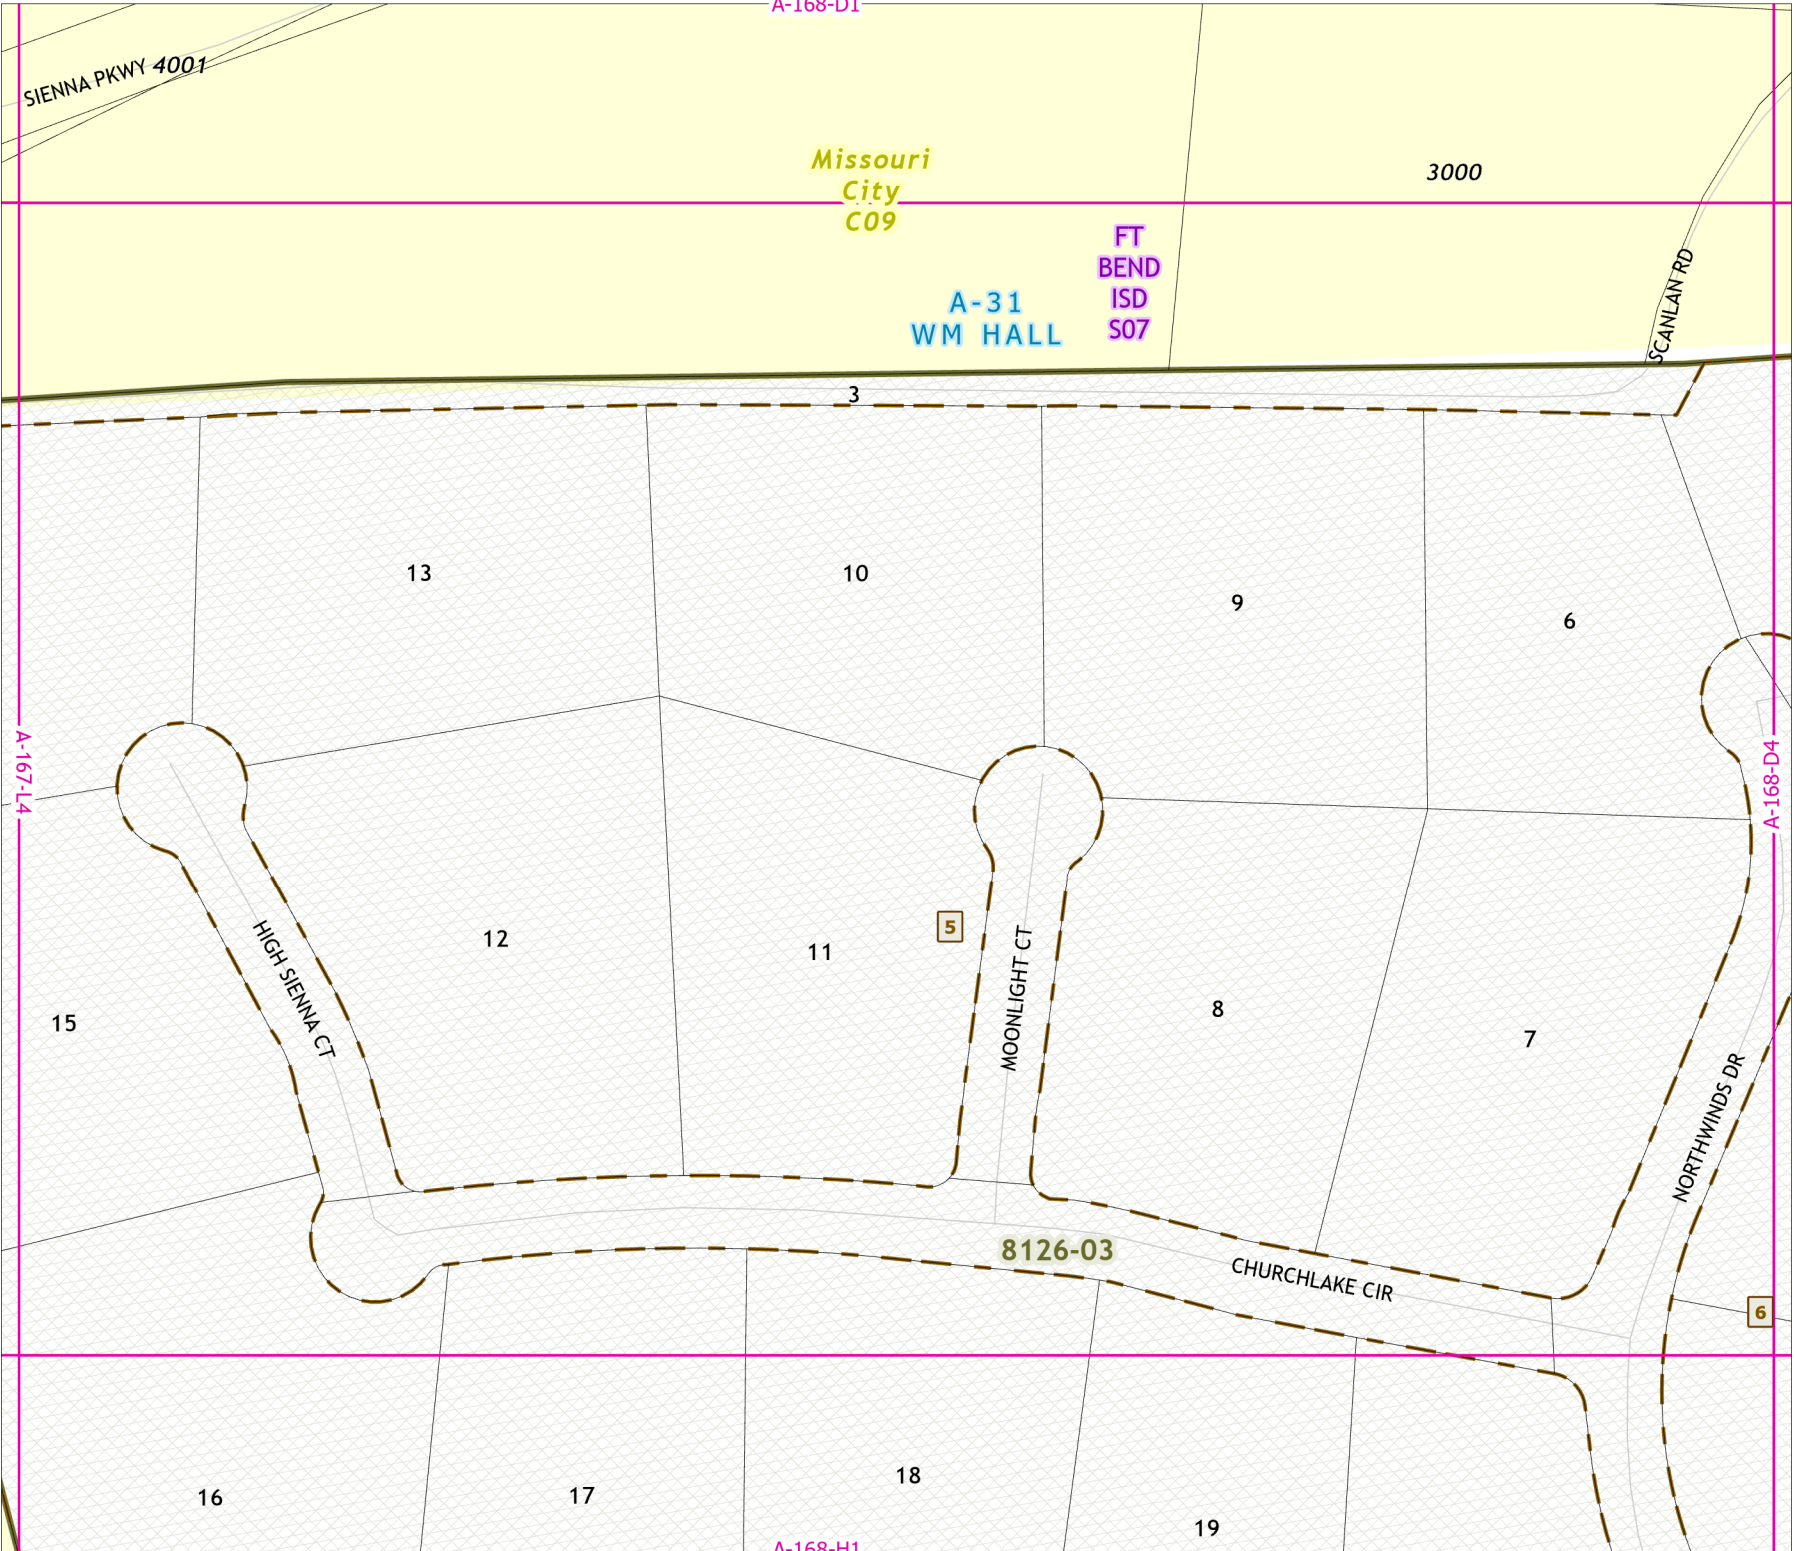 A-168-D1
SIENNA PKWY 4001
Missouri
City
C09
3000
FT
BEND
ISD
S07
A-31
WM HALL
SCANLAN RD
3
13
10
9
6
A-167-L4
A-168-D4
5
12
11
MOONLIGHT CT
HIGH SIENNA CT
15
8
7
NORTHWINDS DR
8126-03
CHURCHLAKE CIR
6
16
17
18
19
A-168-H1